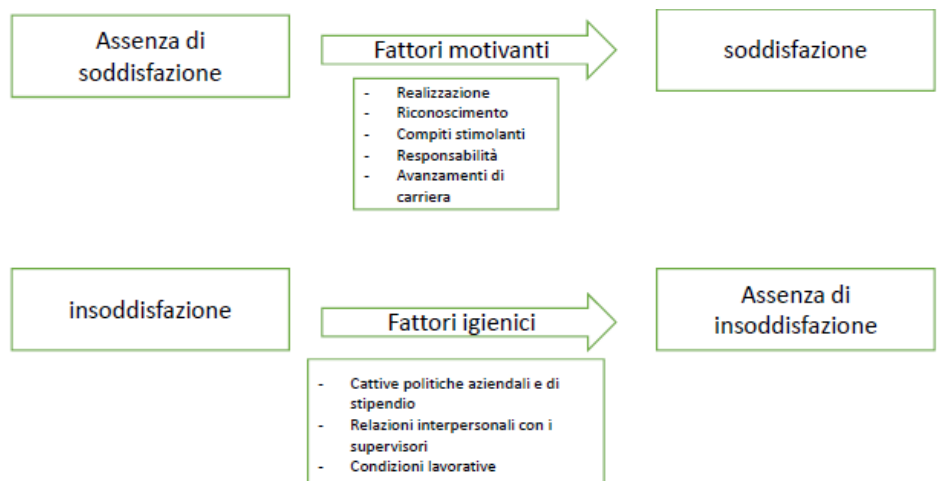 Assenza di
soddisfazione
Fattori motivanti
soddisfazione
- Realizzazione
- Riconoscimento
- Compiti stimolanti
- Responsabilità
- Avanzamenti di
carriera
insoddisfazione
Fattori igienici
Assenza di
insoddisfazione
- Cattive politiche aziendali e di
stipendio
- Relazioni interpersonali con i
supervisori
- Condizioni lavorative